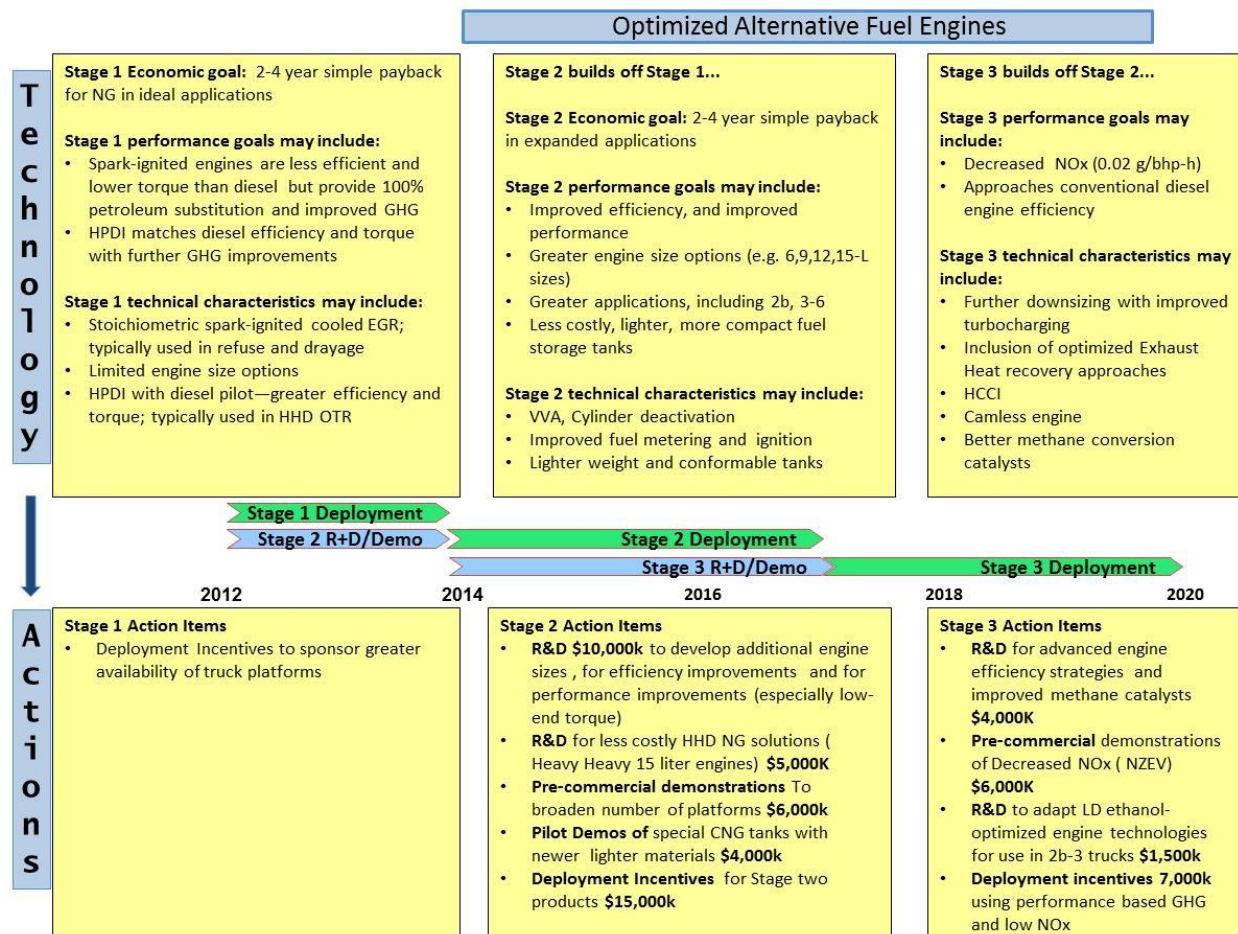 Optimized Alternative Fuel Engines
Technology
Stage 1 Economic goal: 2-4 year simple payback
for NG in ideal applications
Stage 1 performance goals may include:
• Spark-ignited engines are less efficient and
lower torque than diesel but provide 100%
petroleum substitution and improved GHG
• HPDI matches diesel efficiency and torque
with further GHG improvements
Stage 1 technical characteristics may include:
• Stoichiometric spark-ignited cooled EGR;
typically used in refuse and drayage
• Limited engine size options
• HPDI with diesel pilot—greater efficiency and
torque; typically used in HHD OTR
Stage 2 builds off Stage 1...
Stage 2 Economic goal: 2-4 year simple payback
in expanded applications
Stage 2 performance goals may include:
• Improved efficiency, and improved
performance
• Greater engine size options (e.g. 6,9,12,15-L
sizes)
• Greater applications, including 2b, 3-6
• Less costly, lighter, more compact fuel
storage tanks
Stage 2 technical characteristics may include:
• VVA, Cylinder deactivation
• Improved fuel metering and ignition
• Lighter weight and conformable tanks
Stage 3 builds off Stage 2...
Stage 3 performance goals may
include:
• Decreased NOx (0.02 g/bhp-h)
• Approaches conventional diesel
engine efficiency
Stage 3 technical characteristics may
include:
• Further downsizing with improved
turbocharging
• Inclusion of optimized Exhaust
Heat recovery approaches
• HCCI
• Camless engine
• Better methane conversion
catalysts
Stage 1 Deployment
Stage 2 R+D/Demo
Stage 2 Deployment
Stage 3 R+D/Demo
Stage 3 Deployment
2012 2014 2016 2018 2020
Actions
Stage 1 Action Items
• Deployment Incentives to sponsor greater
availability of truck platforms
Stage 2 Action Items
• R&D $10,000k to develop additional engine
sizes , for efficiency improvements and for
performance improvements (especially low-
end torque)
• R&D for less costly HHD NG solutions (
Heavy Heavy 15 liter engines) $5,000K
• Pre-commercial demonstrations To
broaden number of platforms $6,000k
• Pilot Demos of special CNG tanks with
newer lighter materials $4,000k
• Deployment Incentives for Stage two
products $15,000k
Stage 3 Action Items
• R&D for advanced engine
efficiency strategies and
improved methane catalysts
$4,000K
• Pre-commercial demonstrations
of Decreased NOx ( NZEV)
$6,000K
• R&D to adapt LD ethanol-
optimized engine technologies
for use in 2b-3 trucks $1,500k
• Deployment incentives 7,000k
using performance based GHG
and low NOx